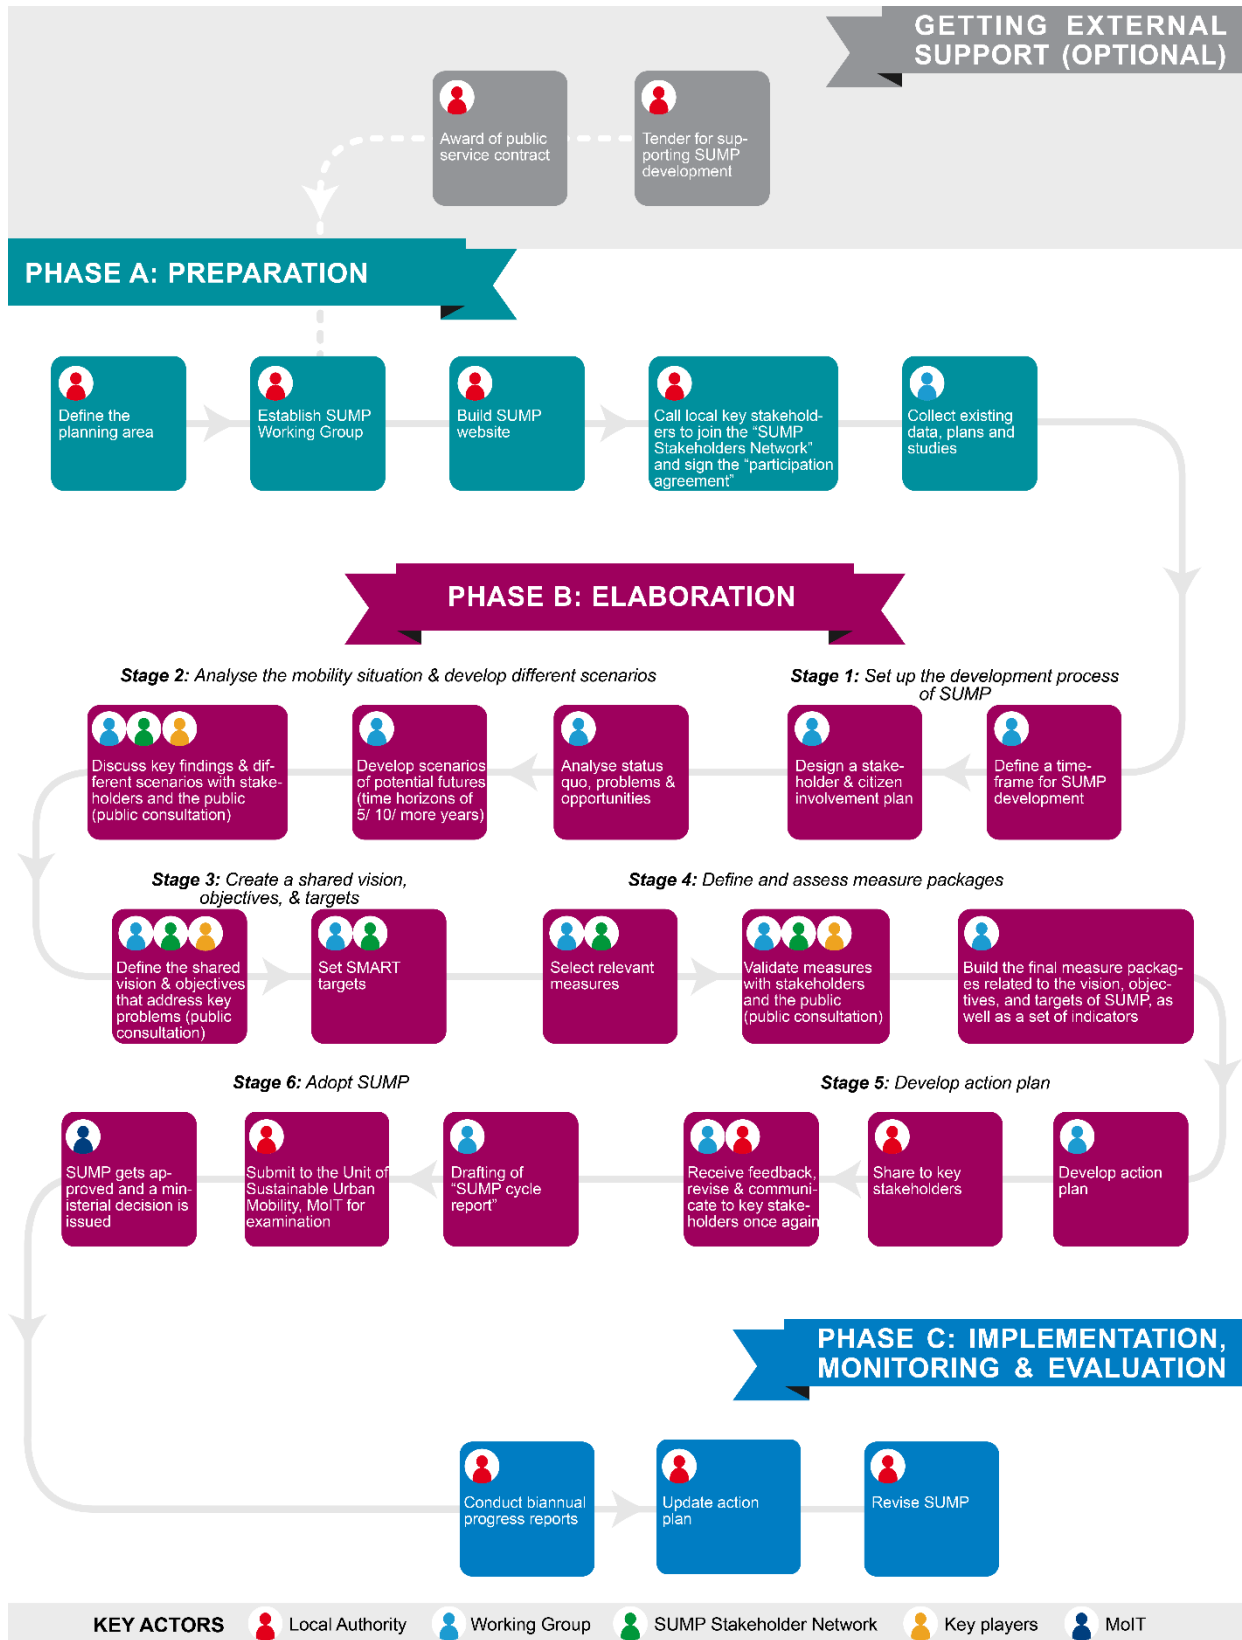 GETTING EXTERNAL
SUPPORT (OPTIONAL)
Award of public
service contract
Tender for sup-
porting SUMP
development
PHASE A: PREPARATION
Define the
planning area
Establish SUMP
Working Group
Build SUMP
website
Call local key stakehold-
ers to join the “SUMP
Stakeholders Network”
and sign the “participation
agreement”
Collect existing
data, plans and
studies
PHASE B: ELABORATION
Stage 2: Analyse the mobility situation & develop different scenarios
Stage 1: Set up the development process
of SUMP
Discuss key findings & dif-
ferent scenarios with stake-
holders and the public
(public consultation)
Develop scenarios
of potential futures
(time horizons of
5/ 10/ more years)
Analyse status
quo, problems &
opportunities
Design a stake-
holder & citizen
involvement plan
Define a time-
frame for SUMP
development
Stage 3: Create a shared vision,
objectives, & targets
Stage 4: Define and assess measure packages
Define the shared
vision & objectives
that address key
problems (public
consultation)
Set SMART
targets
Select relevant
measures
Validate measures
with stakeholders
and the public
(public consultation)
Build the final measure packag-
es related to the vision, objec-
tives, and targets of SUMP, as
well as a set of indicators
Stage 6: Adopt SUMP
Stage 5: Develop action plan
SUMP gets ap-
proved and a min-
isterial decision is
issued
Submit to the Unit of
Sustainable Urban
Mobility, MoIT for
examination
Drafting of
“SUMP cycle
report”
Receive feedback,
revise & communi-
cate to key stake-
holders once again
Share to key
stakeholders
Develop action
plan
PHASE C: IMPLEMENTATION,
MONITORING & EVALUATION
Conduct biannual
progress reports
Update action
plan
Revise SUMP
KEY ACTORS
Local Authority
Working Group
SUMP Stakeholder Network
Key players
MoIT